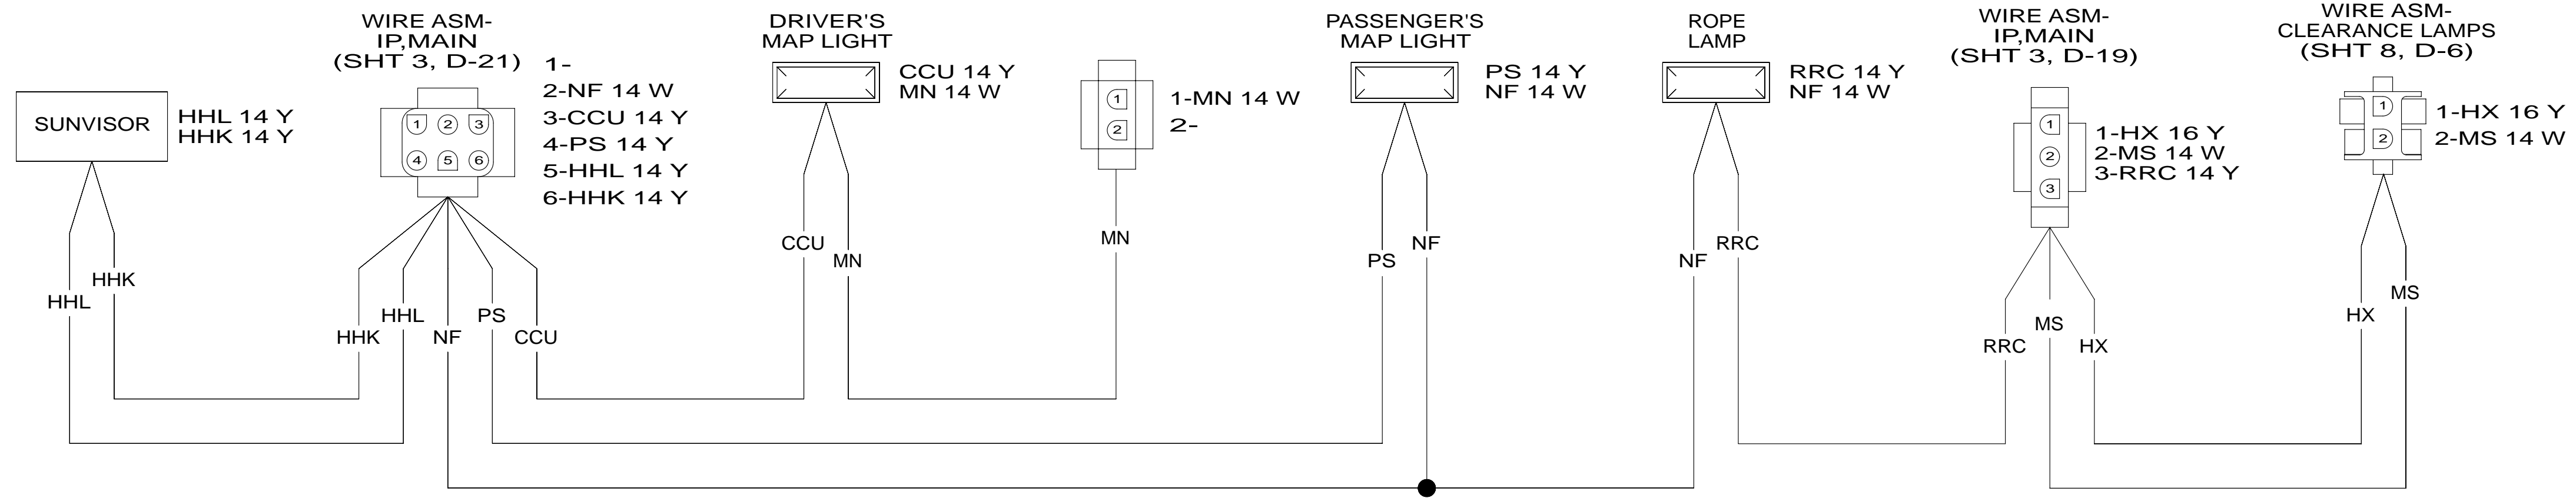 SUNVISOR
HHL 14 Y
HHK 14 Y
HHL
HHK
WIRE ASM-
IP,MAIN
(SHT 3, D-21)
1-
2-NF 14 W
3-CCU 14 Y
4-PS 14 Y
5-HHL 14 Y
6-HHK 14 Y
1 2 3
4 5 6
HHK
HHL
NF
PS
CCU
DRIVER'S
MAP LIGHT
CCU 14 Y
MN 14 W
CCU
MN
1
2
1-MN 14 W
2-
MN
PASSENGER'S
MAP LIGHT
PS 14 Y
NF 14 W
PS
NF
ROPE
LAMP
RRC 14 Y
NF 14 W
NF
RRC
WIRE ASM-
IP,MAIN
(SHT 3, D-19)
1
2
3
1-HX 16 Y
2-MS 14 W
3-RRC 14 Y
RRC
MS
HX
WIRE ASM-
CLEARANCE LAMPS
(SHT 8, D-6)
1
2
1-HX 16 Y
2-MS 14 W
HX
MS